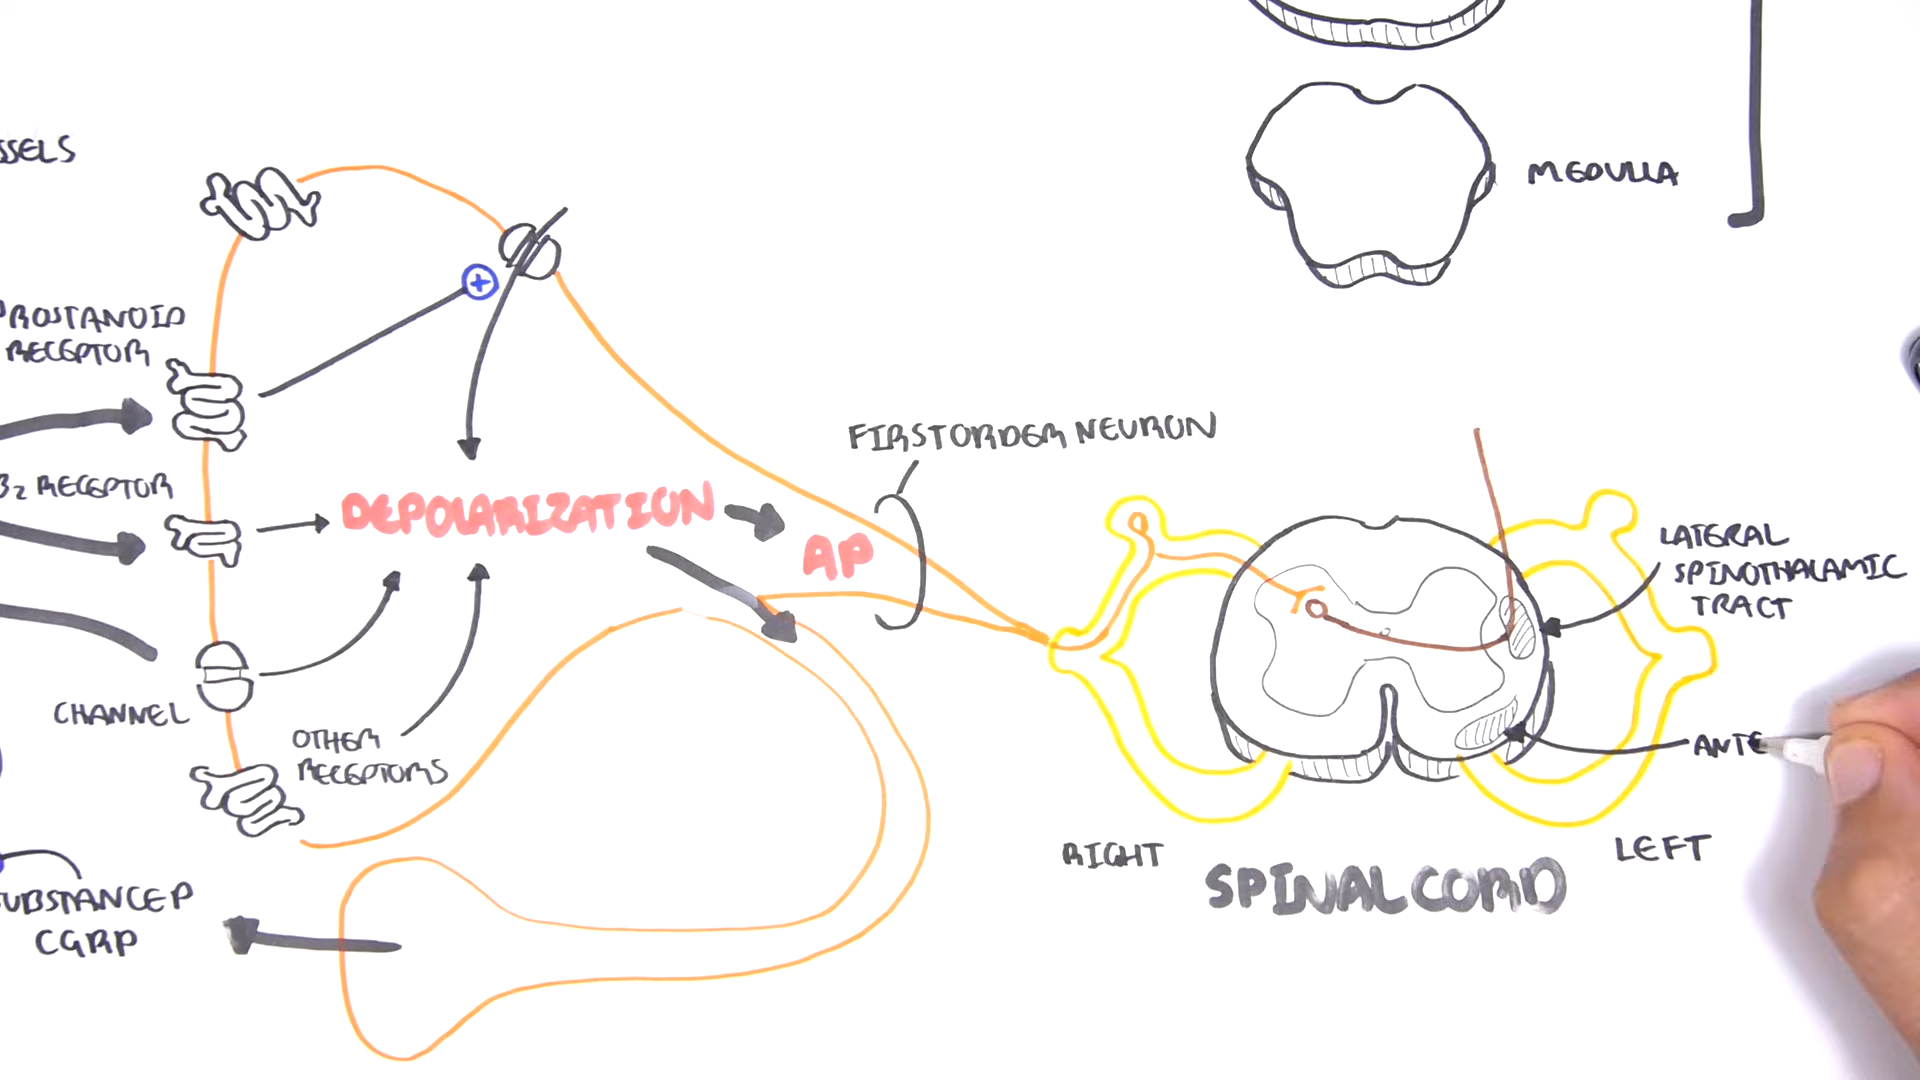 SSELS
MEDULLA
PROSTANOID
RECEPTOR
B2 RECEPTOR
FIRST ORDER NEURON
DEPOLARIZATION
AP
LATERAL
SPINOTHALAMIC
TRACT
CHANNEL
OTHER
RECEPTORS
ANTE
RIGHT
LEFT
SPINAL CORD
SUBSTANCE P
CGRP